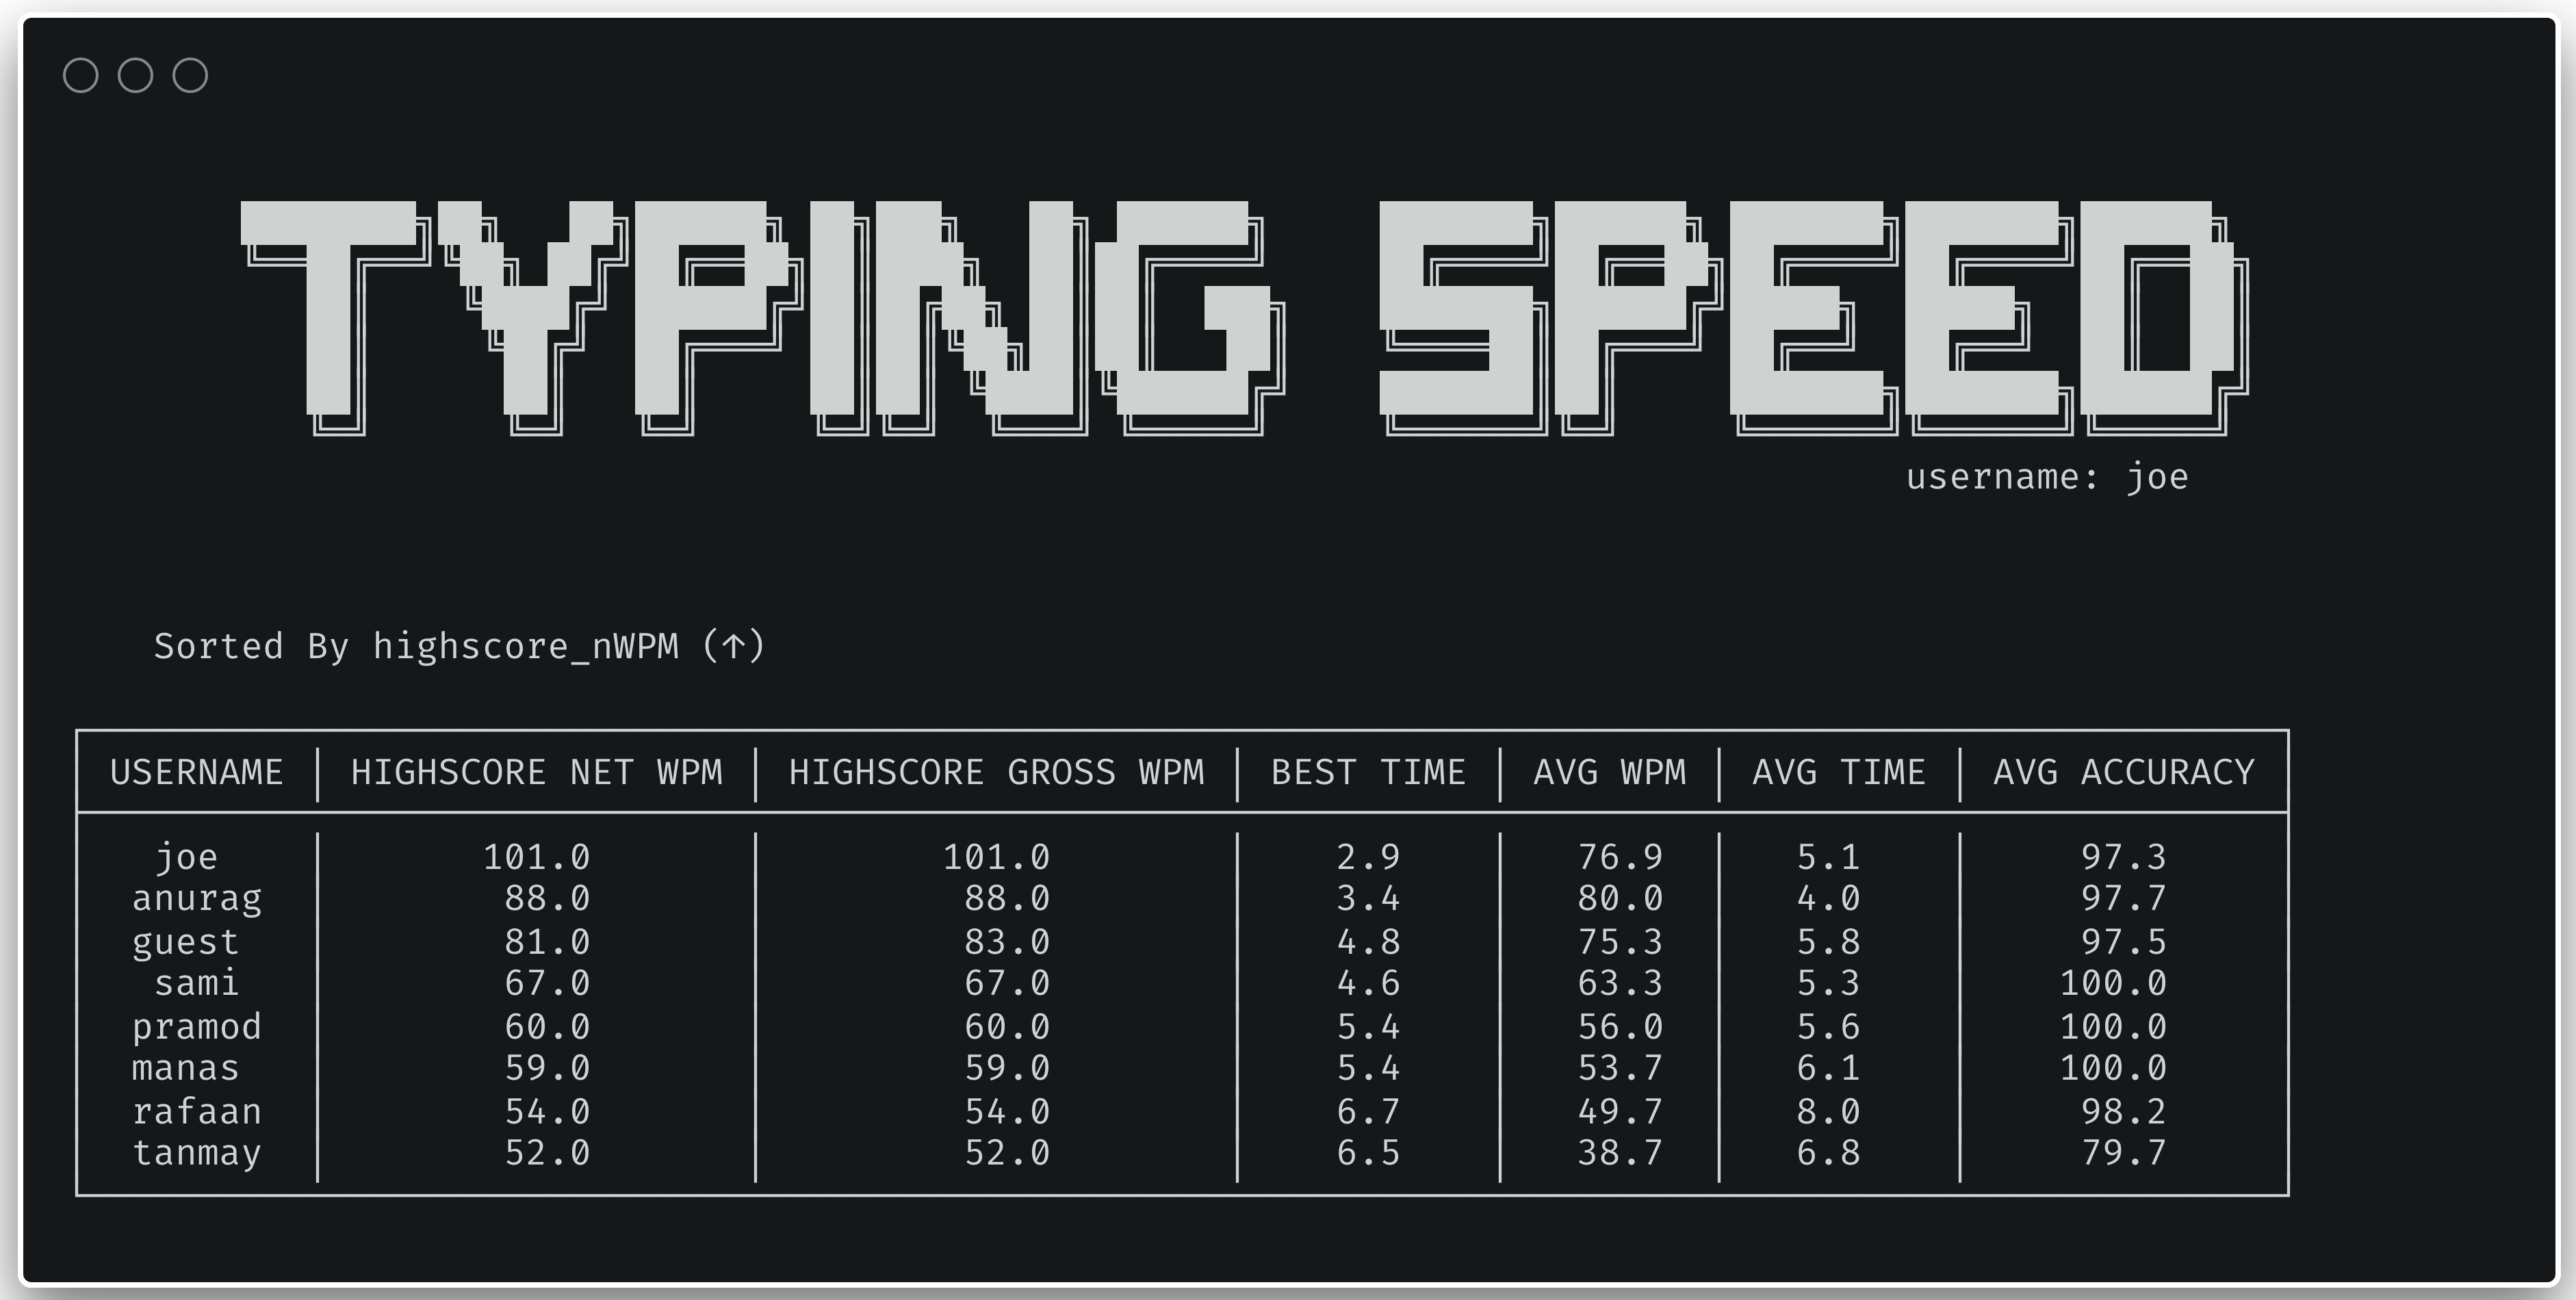 TYPING SPEED
username: joe
Sorted By highscore_nWPM (↑)
USERNAME | HIGHSCORE NET WPM | HIGHSCORE GROSS WPM | BEST TIME | AVG WPM | AVG TIME | AVG ACCURACY
joe | 101.0 | 101.0 | 2.9 | 76.9 | 5.1 | 97.3
anurag | 88.0 | 88.0 | 3.4 | 80.0 | 4.0 | 97.7
guest | 81.0 | 83.0 | 4.8 | 75.3 | 5.8 | 97.5
sami | 67.0 | 67.0 | 4.6 | 63.3 | 5.3 | 100.0
pramod | 60.0 | 60.0 | 5.4 | 56.0 | 5.6 | 100.0
manas | 59.0 | 59.0 | 5.4 | 53.7 | 6.1 | 100.0
rafaan | 54.0 | 54.0 | 6.7 | 49.7 | 8.0 | 98.2
tanmay | 52.0 | 52.0 | 6.5 | 38.7 | 6.8 | 79.7